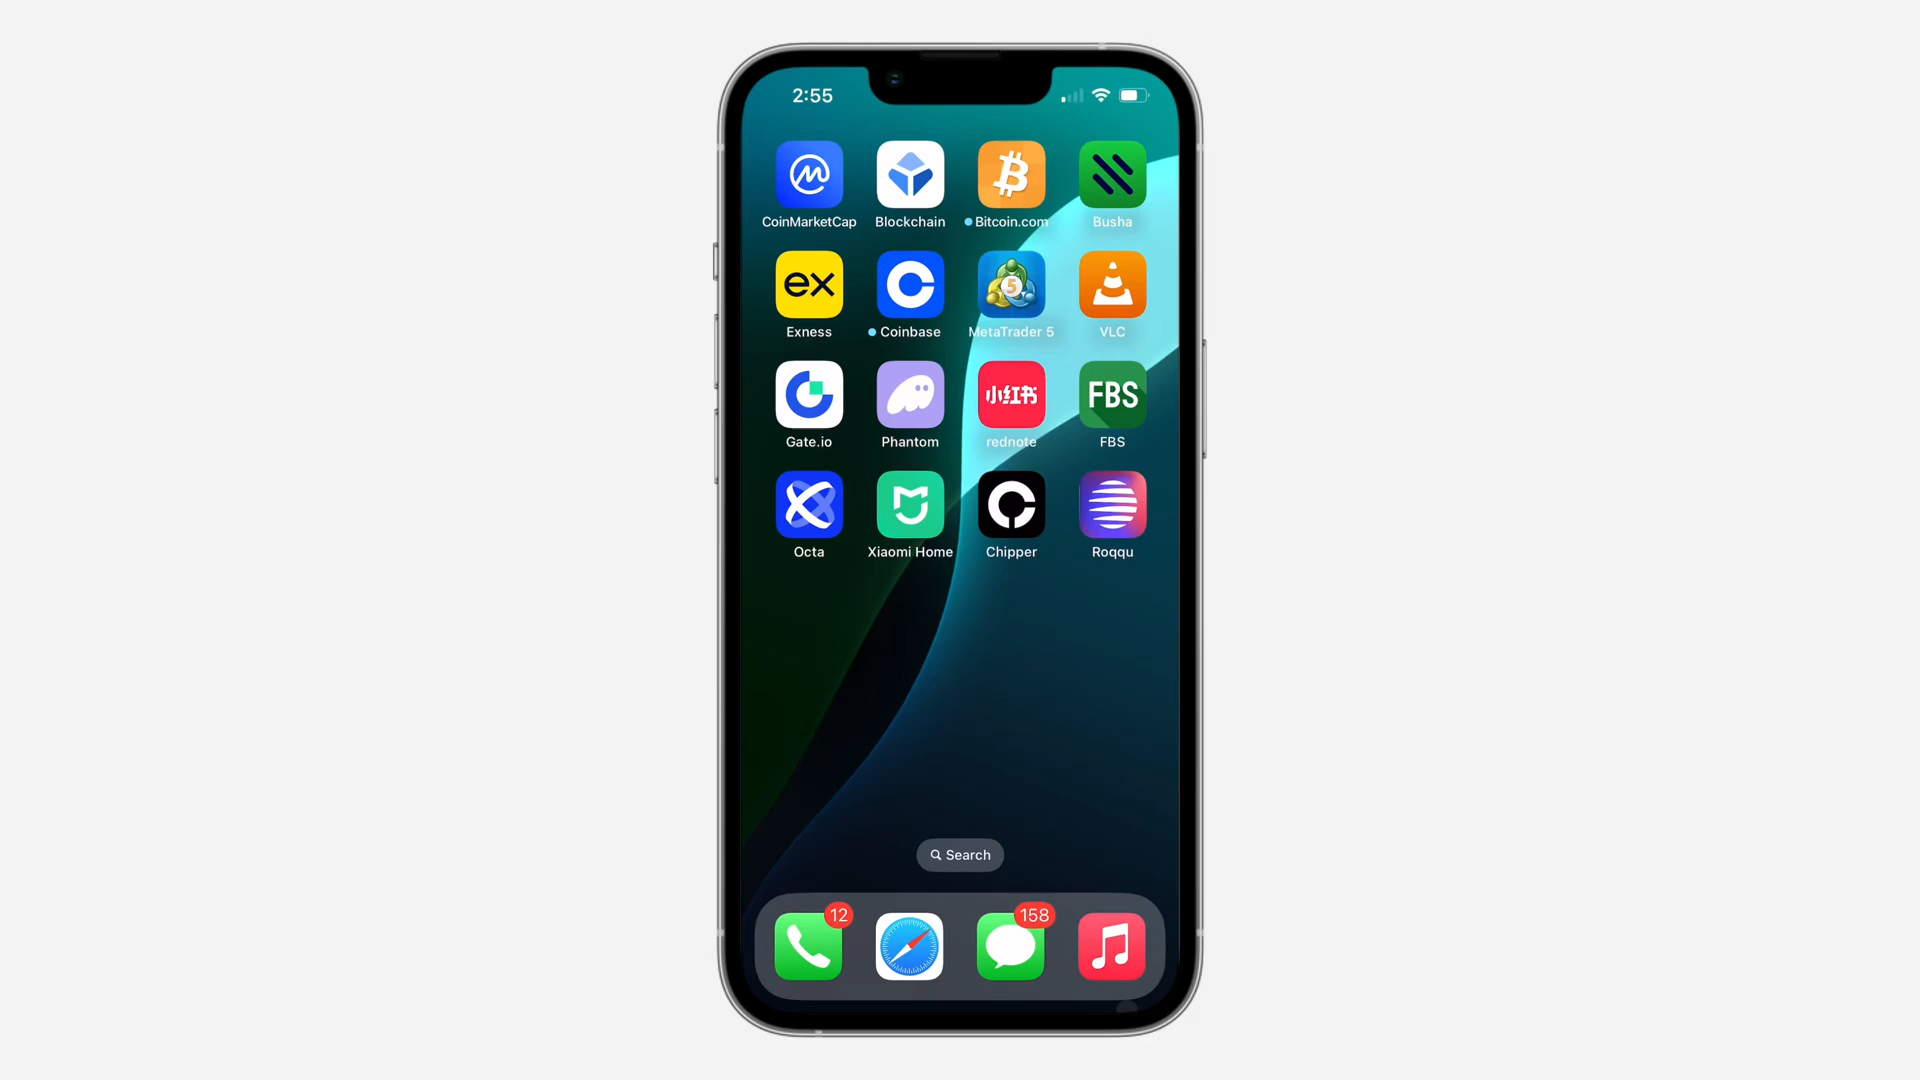 2:55
CoinMarketCap Blockchain Bitcoin.com Busha
ex 5
Exness Coinbase MetaTrader 5 VLC
小红书 FBS
Gate.io Phantom rednote FBS
Octa Xiaomi Home Chipper Roqqu
Search
12 158